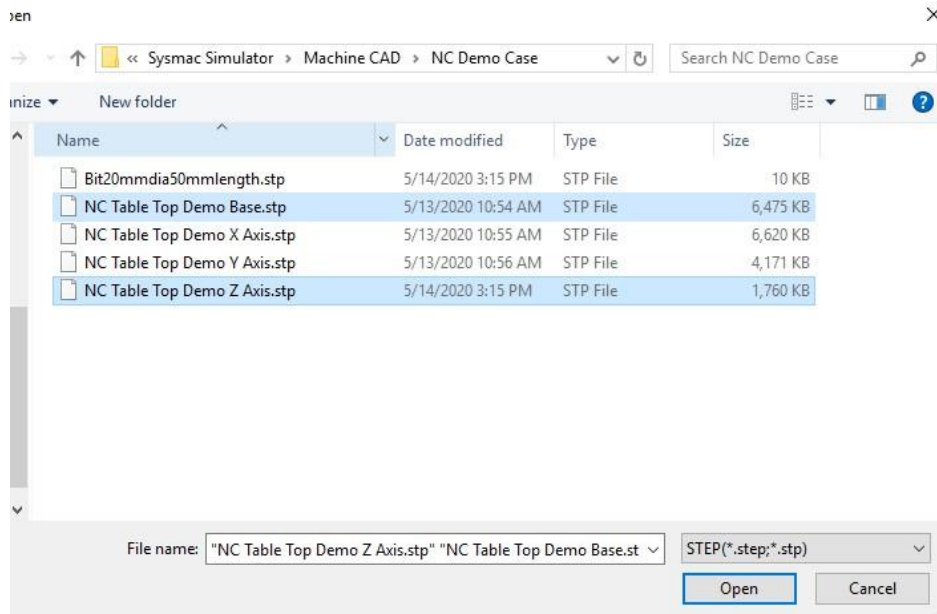 pen
« Sysmac Simulator › Machine CAD › NC Demo Case Search NC Demo Case
nize New folder ?
Name Date modified Type Size
Bit20mmdia50mmlength.stp 5/14/2020 3:15 PM STP File 10 KB
NC Table Top Demo Base.stp 5/13/2020 10:54 AM STP File 6,475 KB
NC Table Top Demo X Axis.stp 5/13/2020 10:55 AM STP File 6,620 KB
NC Table Top Demo Y Axis.stp 5/13/2020 10:56 AM STP File 4,171 KB
NC Table Top Demo Z Axis.stp 5/14/2020 3:15 PM STP File 1,760 KB
File name: "NC Table Top Demo Z Axis.stp" "NC Table Top Demo Base.st STEP(*.step;*.stp)
Open Cancel